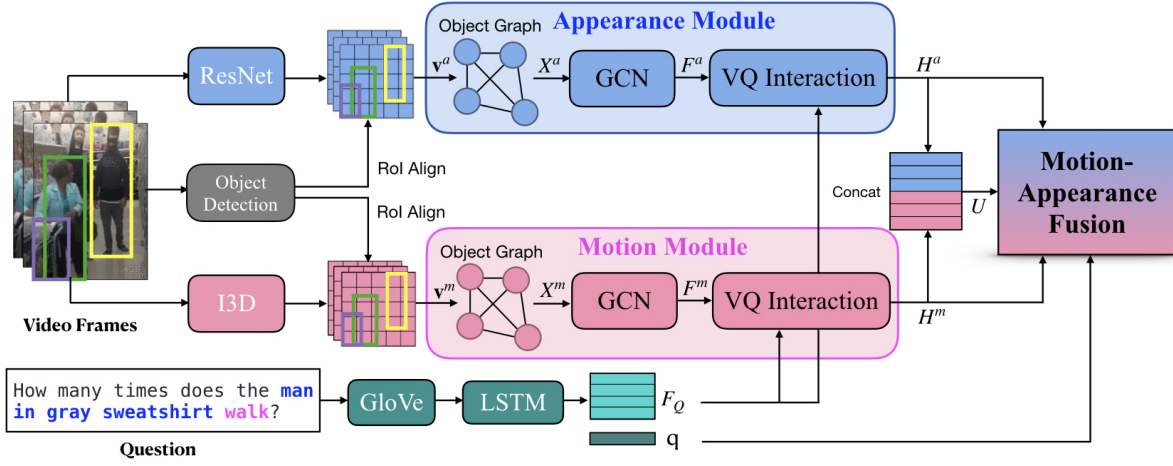 Object Graph
Appearance Module
ResNet
v^a
X^a
GCN
F^a
VQ Interaction
H^a
RoI Align
Object
Detection
RoI Align
Concat
U
Motion-
Appearance
Fusion
Motion Module
Object Graph
I3D
v^m
X^m
GCN
F^m
VQ Interaction
H^m
Video Frames
How many times does the man
in gray sweatshirt walk?
GloVe
LSTM
F_Q
q
Question